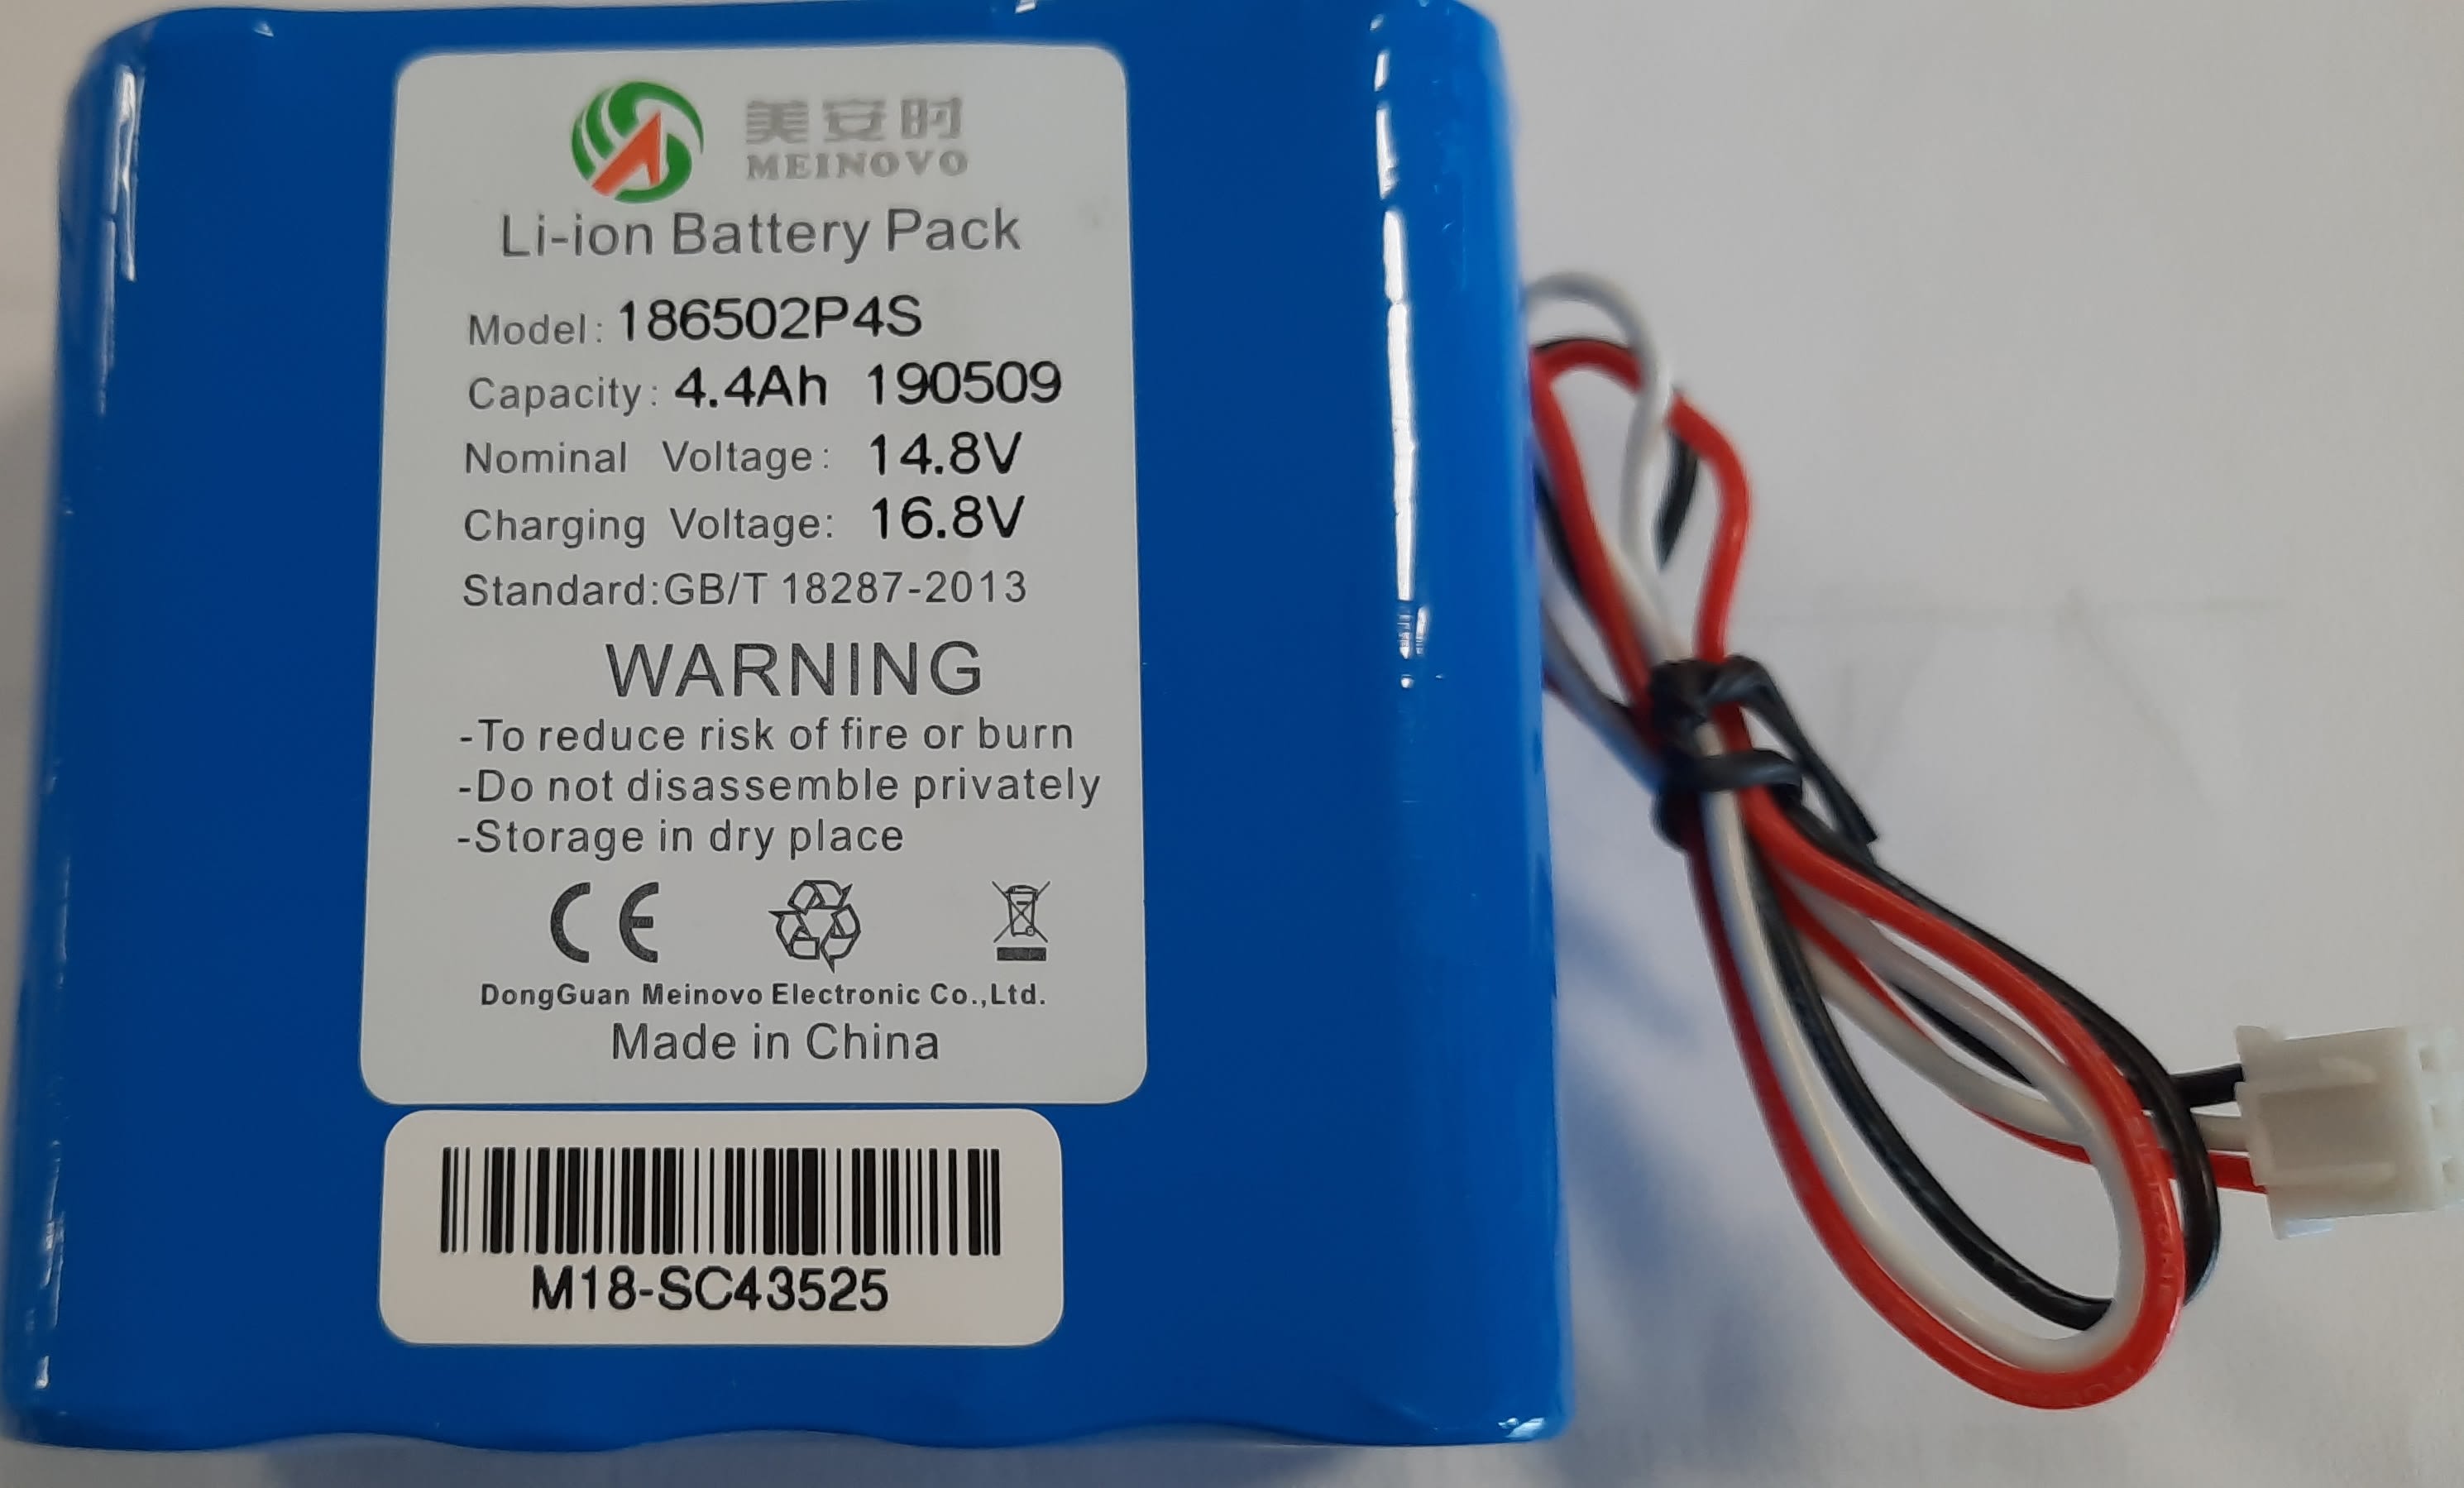 美安时
MEINOVO
Li-ion Battery Pack
Model: 186502P4S
Capacity: 4.4Ah 190509
Nominal Voltage: 14.8V
Charging Voltage: 16.8V
Standard:GB/T 18287-2013
WARNING
-To reduce risk of fire or burn
-Do not disassemble privately
-Storage in dry place
CE
DongGuan Meinovo Electronic Co.,Ltd.
Made in China
M18-SC43525